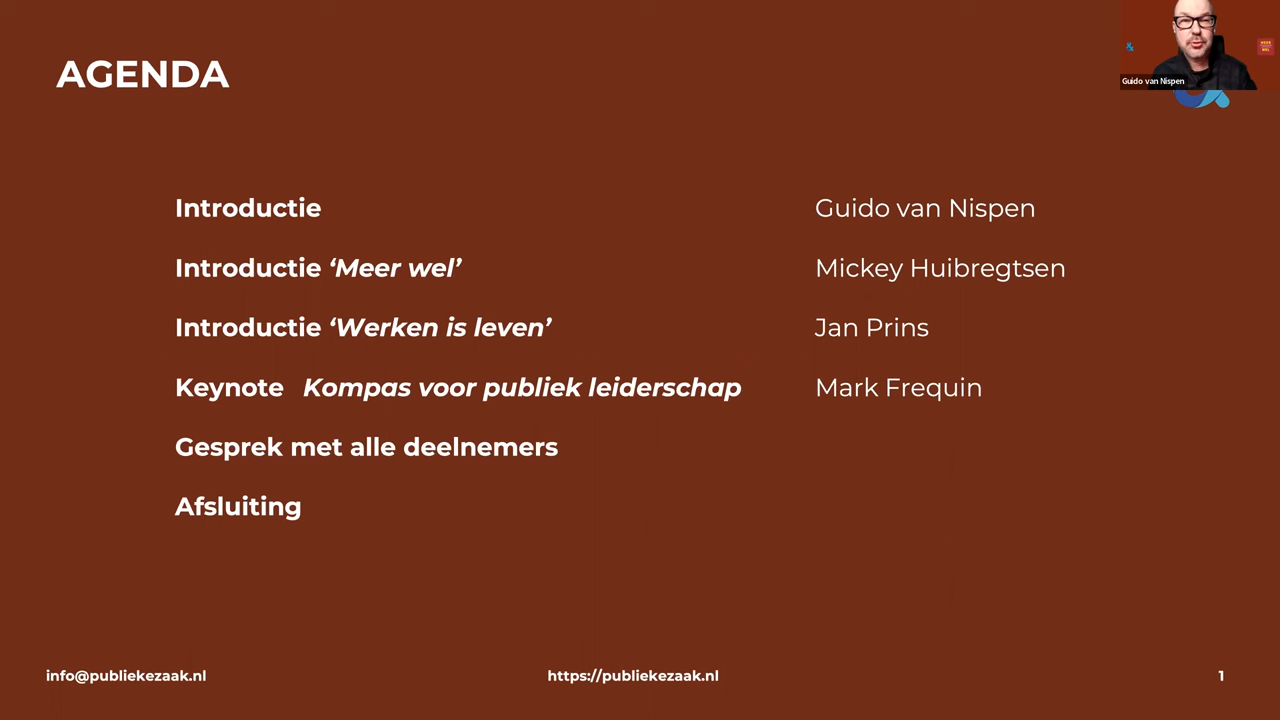 AGENDA
Guido van Nispen
Introductie Guido van Nispen
Introductie ‘Meer wel’ Mickey Huibregtsen
Introductie ‘Werken is leven’ Jan Prins
Keynote Kompas voor publiek leiderschap Mark Frequin
Gesprek met alle deelnemers
Afsluiting
info@publiekezaak.nl https://publiekezaak.nl 1